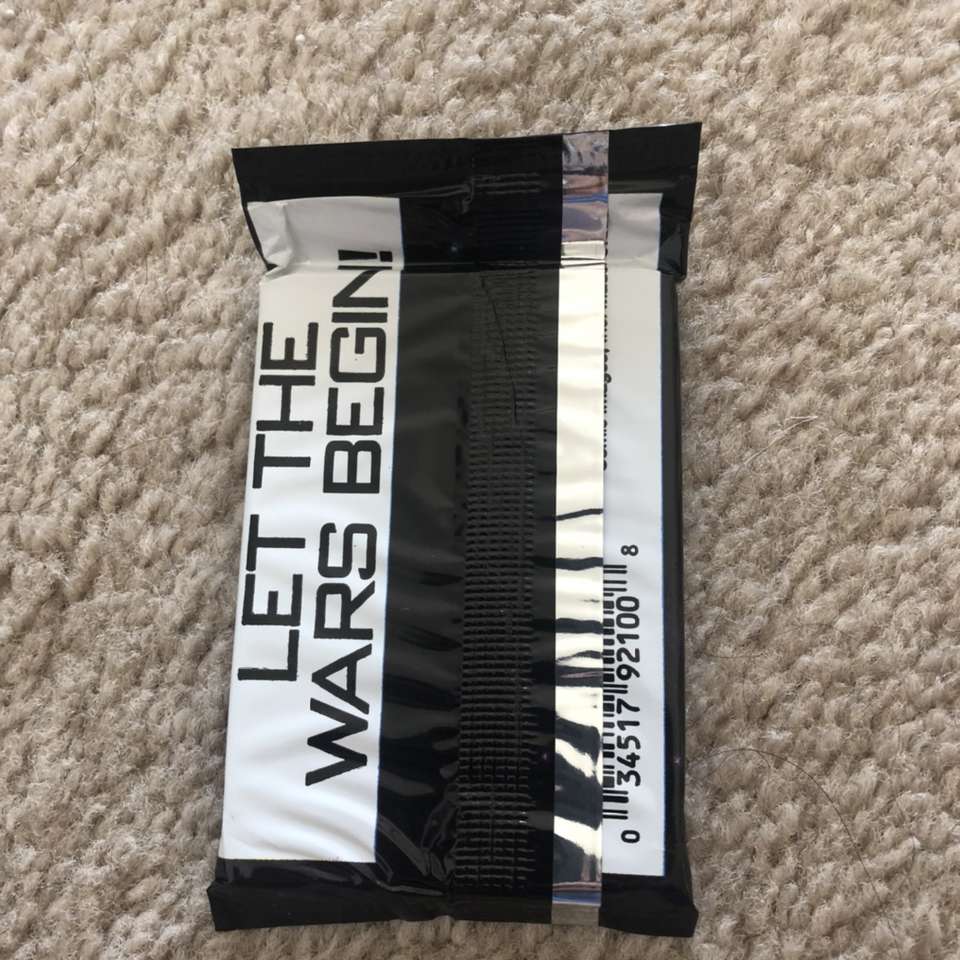 LET THE
WARS BEGIN!
0 34517 92100 8